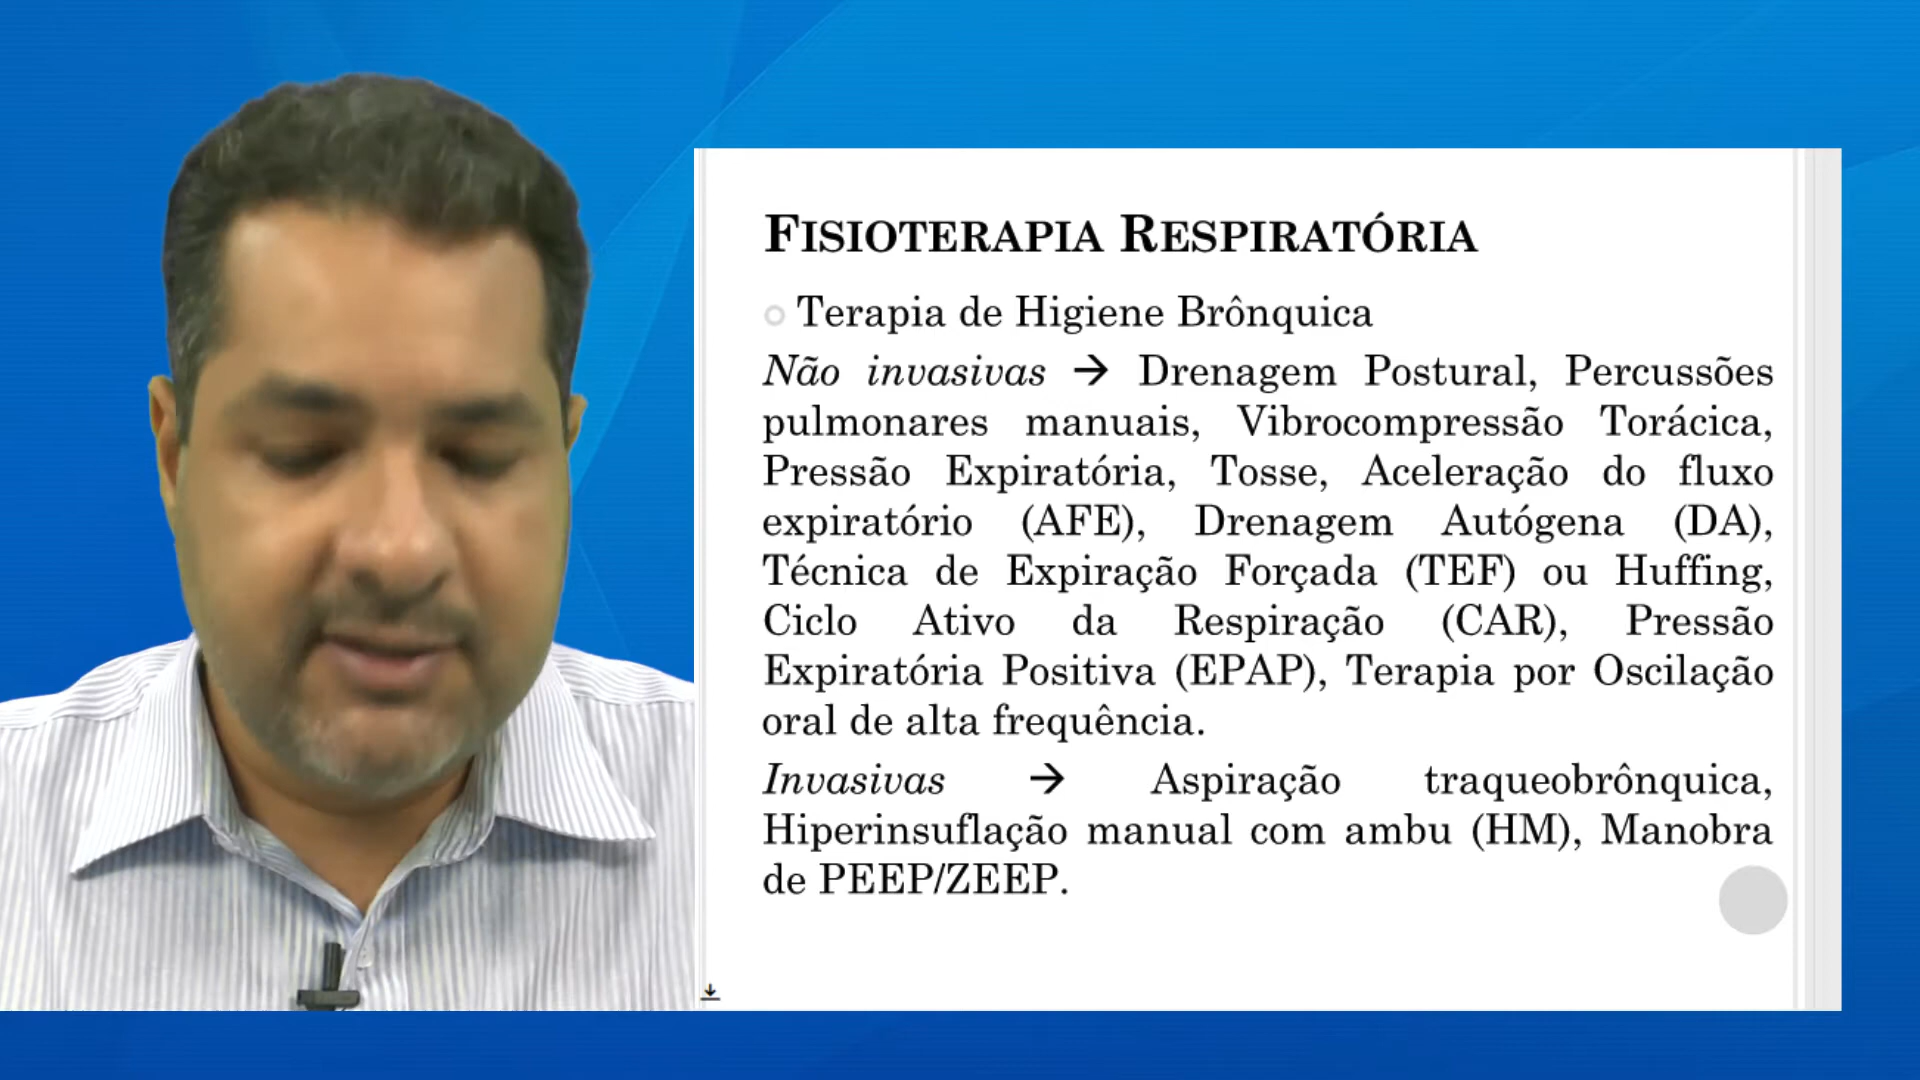 FISIOTERAPIA RESPIRATÓRIA
Terapia de Higiene Brônquica
Não invasivas → Drenagem Postural, Percussões
pulmonares manuais, Vibrocompressão Torácica,
Pressão Expiratória, Tosse, Aceleração do fluxo
expiratório (AFE), Drenagem Autógena (DA),
Técnica de Expiração Forçada (TEF) ou Huffing,
Ciclo Ativo da Respiração (CAR), Pressão
Expiratória Positiva (EPAP), Terapia por Oscilação
oral de alta frequência.
Invasivas → Aspiração traqueobrônquica,
Hiperinsuflação manual com ambu (HM), Manobra
de PEEP/ZEEP.